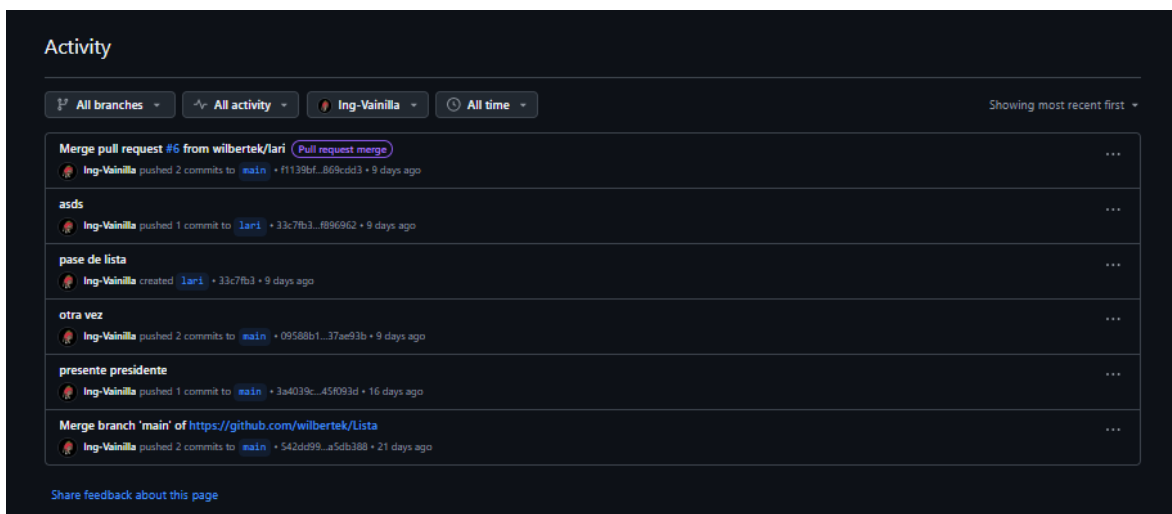 Activity
All branches All activity Ing-Vainilla All time Showing most recent first
Merge pull request #6 from wilbertek/lari Pull request merge
Ing-Vainilla pushed 2 commits to main • f1139bf...869cdd3 • 9 days ago
asds
Ing-Vainilla pushed 1 commit to lari • 33c7fb3...f896962 • 9 days ago
pase de lista
Ing-Vainilla created lari • 33c7fb3 • 9 days ago
otra vez
Ing-Vainilla pushed 2 commits to main • 09588b1...37ae93b • 9 days ago
presente presidente
Ing-Vainilla pushed 1 commit to main • 3a4039c...45f093d • 16 days ago
Merge branch 'main' of https://github.com/wilbertek/Lista
Ing-Vainilla pushed 2 commits to main • 542dd99...a5db388 • 21 days ago
Share feedback about this page